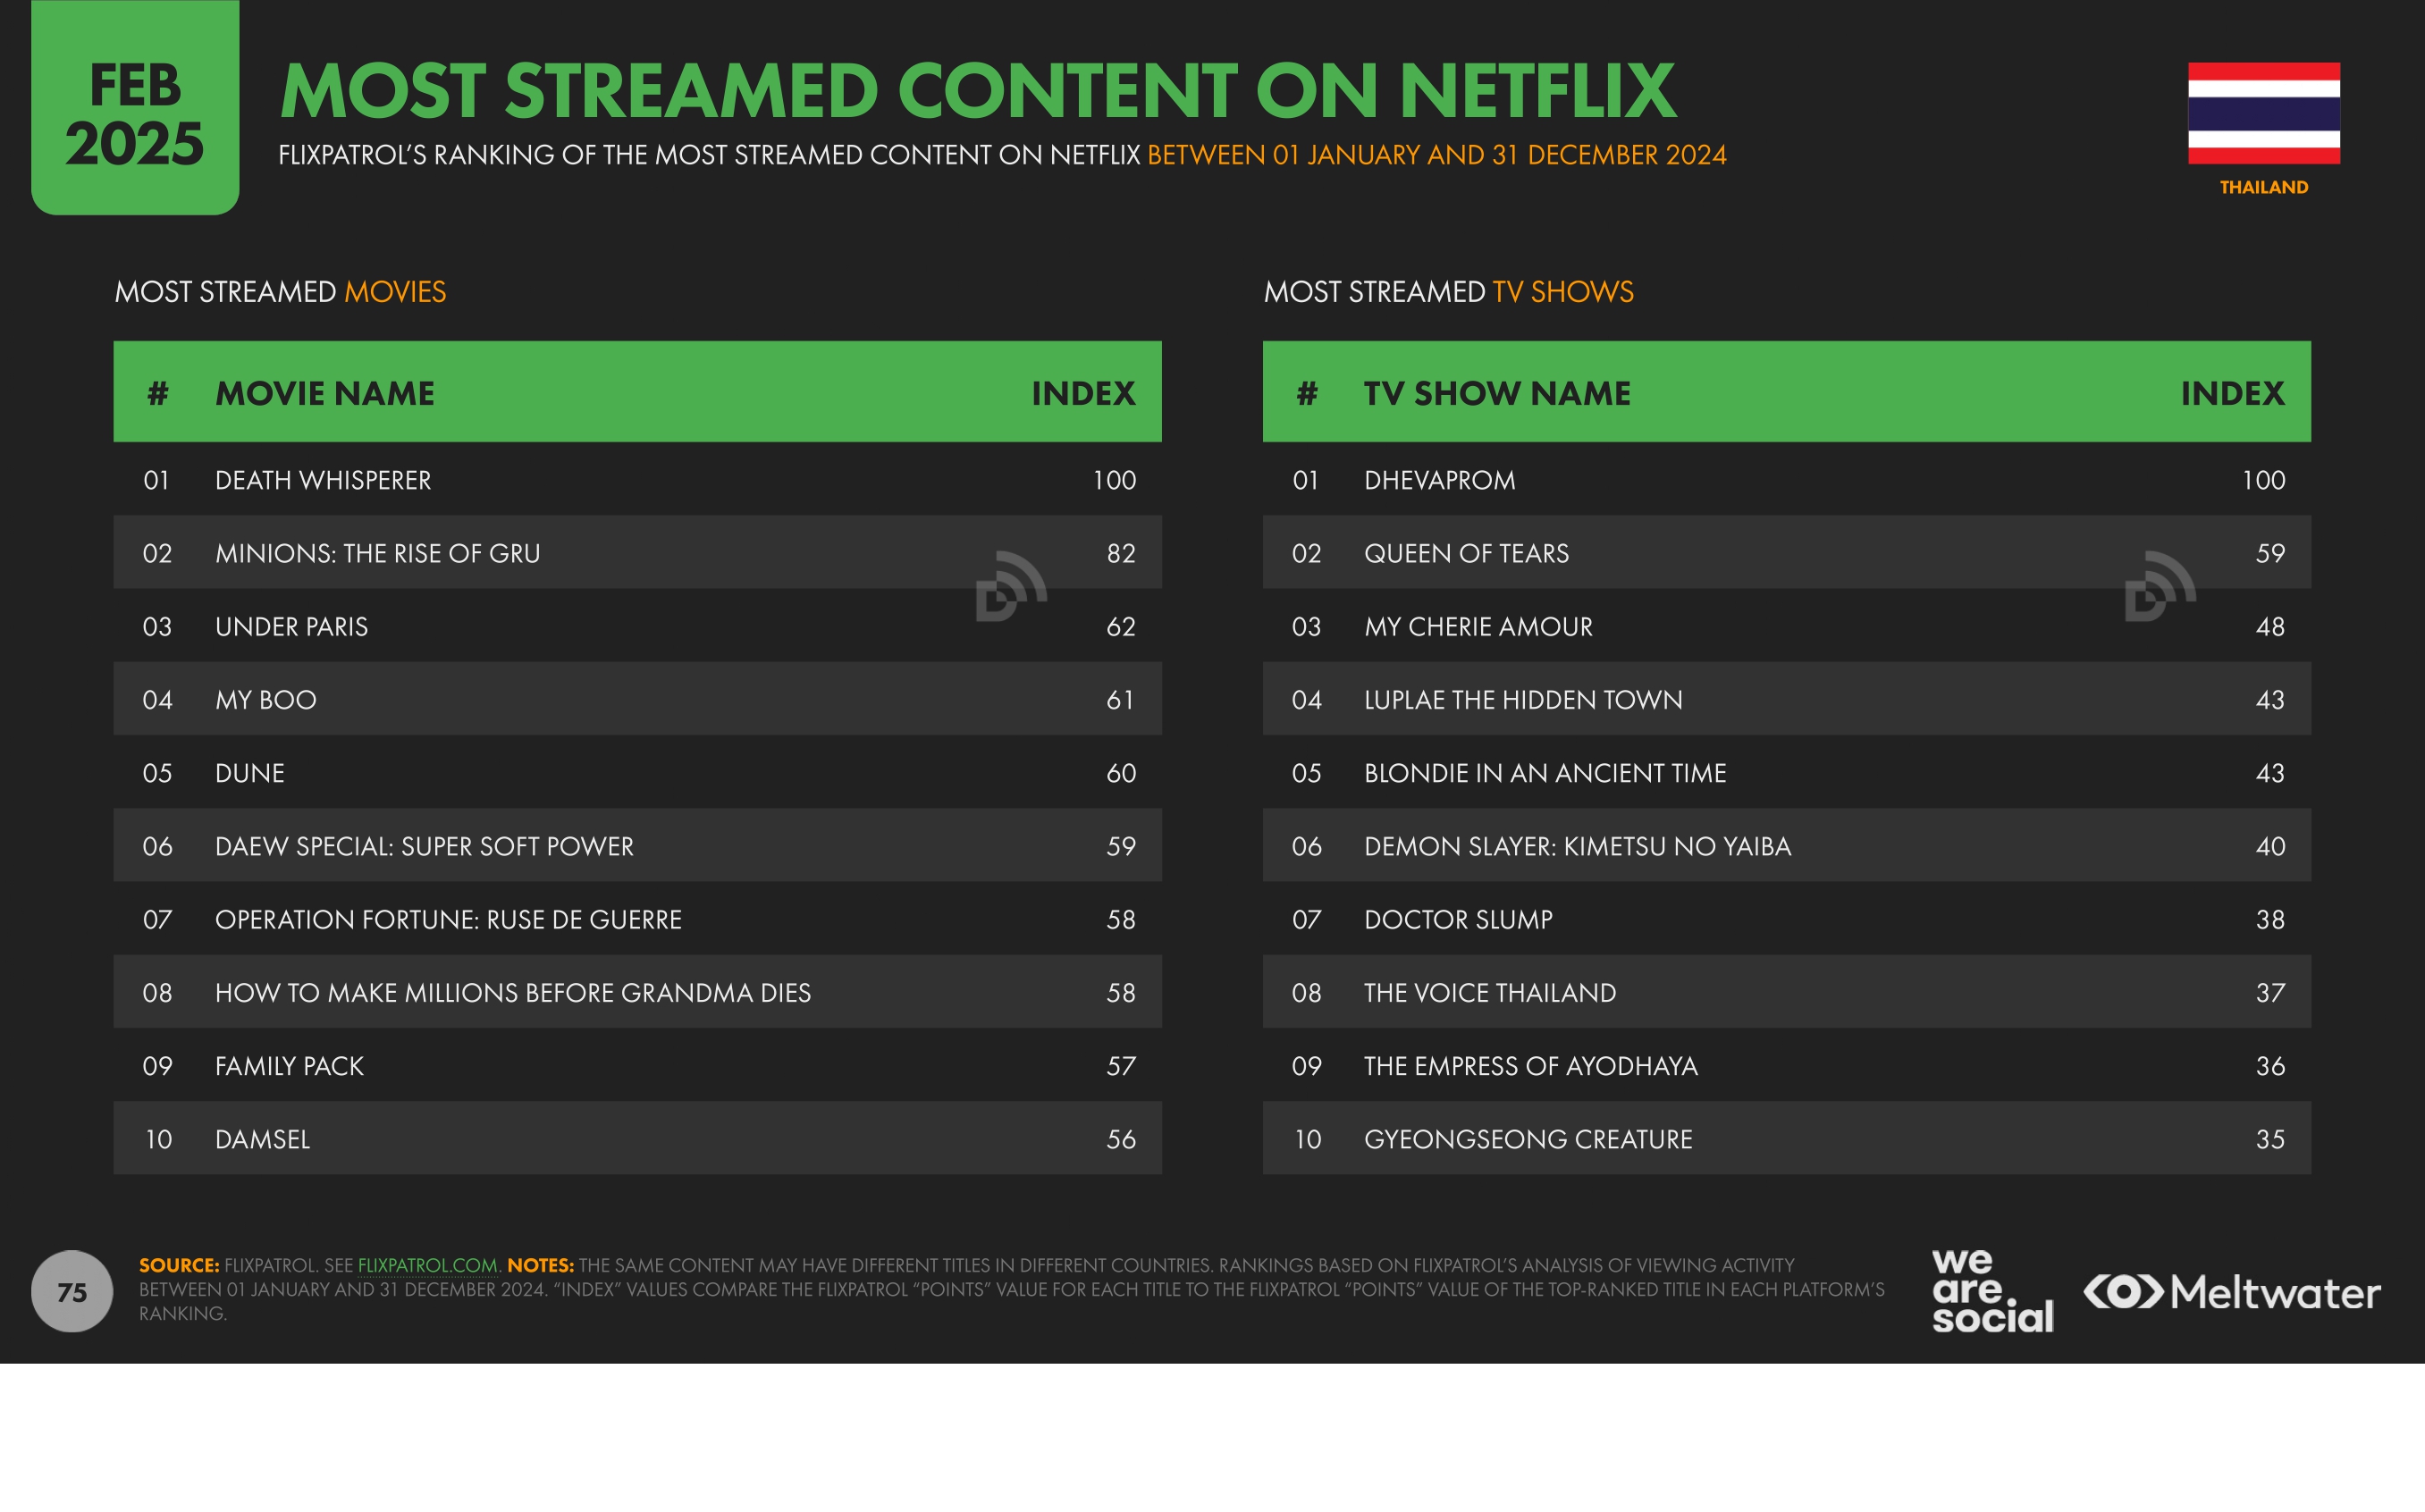 FEB
2025
MOST STREAMED CONTENT ON NETFLIX
FLIXPATROL’S RANKING OF THE MOST STREAMED CONTENT ON NETFLIX BETWEEN 01 JANUARY AND 31 DECEMBER 2024
THAILAND
MOST STREAMED MOVIES
# MOVIE NAME INDEX
01 DEATH WHISPERER 100
02 MINIONS: THE RISE OF GRU 82
03 UNDER PARIS 62
04 MY BOO 61
05 DUNE 60
06 DAEW SPECIAL: SUPER SOFT POWER 59
07 OPERATION FORTUNE: RUSE DE GUERRE 58
08 HOW TO MAKE MILLIONS BEFORE GRANDMA DIES 58
09 FAMILY PACK 57
10 DAMSEL 56
MOST STREAMED TV SHOWS
# TV SHOW NAME INDEX
01 DHEVAPROM 100
02 QUEEN OF TEARS 59
03 MY CHERIE AMOUR 48
04 LUPLAE THE HIDDEN TOWN 43
05 BLONDIE IN AN ANCIENT TIME 43
06 DEMON SLAYER: KIMETSU NO YAIBA 40
07 DOCTOR SLUMP 38
08 THE VOICE THAILAND 37
09 THE EMPRESS OF AYODHAYA 36
10 GYEONGSEONG CREATURE 35
75
SOURCE: FLIXPATROL. SEE FLIXPATROL.COM. NOTES: THE SAME CONTENT MAY HAVE DIFFERENT TITLES IN DIFFERENT COUNTRIES. RANKINGS BASED ON FLIXPATROL’S ANALYSIS OF VIEWING ACTIVITY
BETWEEN 01 JANUARY AND 31 DECEMBER 2024. “INDEX” VALUES COMPARE THE FLIXPATROL “POINTS” VALUE FOR EACH TITLE TO THE FLIXPATROL “POINTS” VALUE OF THE TOP-RANKED TITLE IN EACH PLATFORM’S
RANKING.
we
are
social
Meltwater